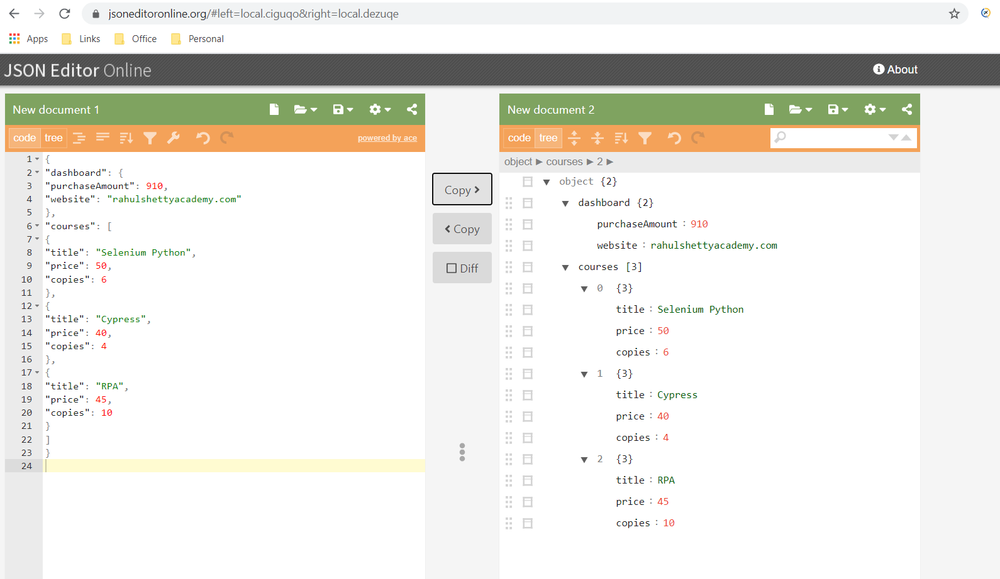 jsoneditoronline.org/#left=local.ciguqo&right=local.dezuqe
Apps Links Office Personal
JSON Editor Online
About
New document 1
code tree powered by ace
1 {
2 "dashboard": {
3 "purchaseAmount": 910,
4 "website": "rahulshettyacademy.com"
5 },
6 "courses": [
7 {
8 "title": "Selenium Python",
9 "price": 50,
10 "copies": 6
11 },
12 {
13 "title": "Cypress",
14 "price": 40,
15 "copies": 4
16 },
17 {
18 "title": "RPA",
19 "price": 45,
20 "copies": 10
21 }
22 ]
23 }
24
Copy >
< Copy
Diff
New document 2
code tree
object ► courses ► 2 ►
▼ object {2}
▼ dashboard {2}
purchaseAmount : 910
website : rahulshettyacademy.com
▼ courses [3]
▼ 0 {3}
title : Selenium Python
price : 50
copies : 6
▼ 1 {3}
title : Cypress
price : 40
copies : 4
▼ 2 {3}
title : RPA
price : 45
copies : 10